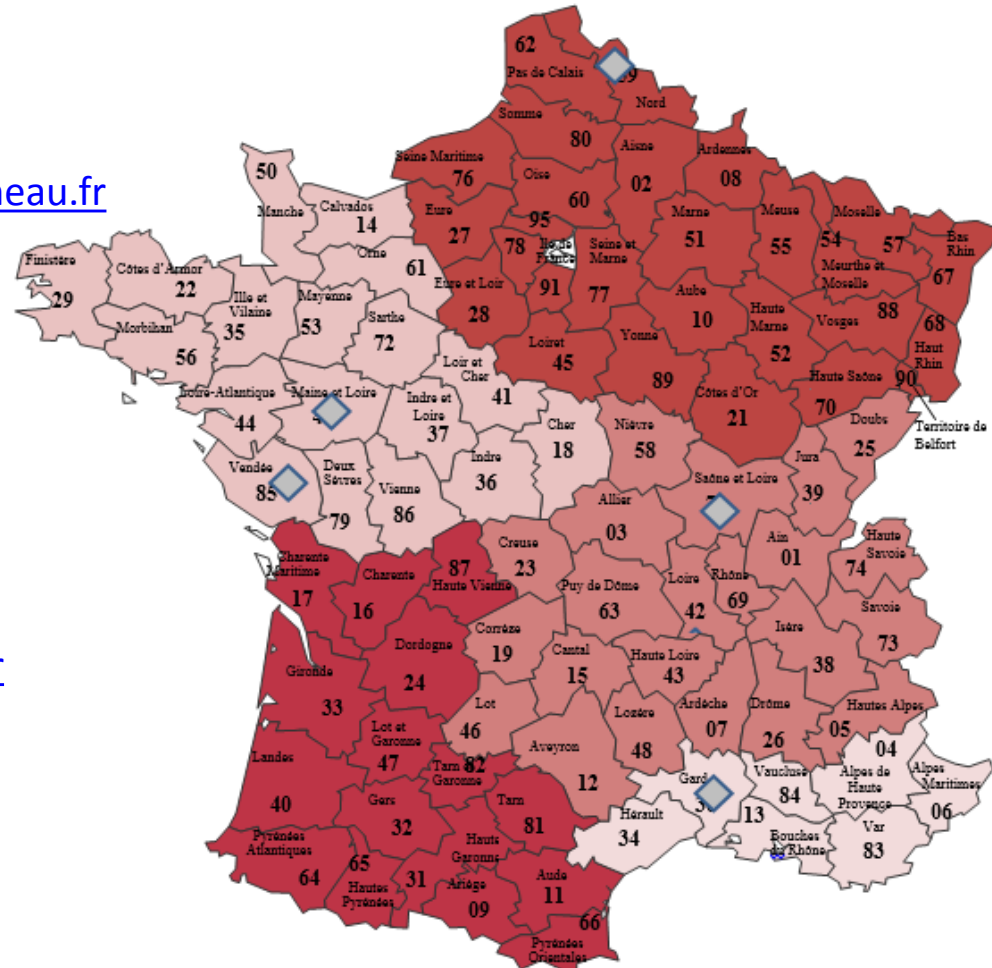 62
Pas de Calais
Nord
Somme
80
Aisne
02
Ardennes
08
Seine Maritime
76
Oise
60
50
Manche
Calvados
14
Eure
27
95
78
Ile de
France
Seine et
Marne
77
91
Marne
51
Meuse
55
Moselle
54
57
Bas
Rhin
67
Meurthe et
Moselle
neau.fr
Orne
61
Eure et Loir
28
Aube
10
Haute
Marne
52
Vosges
88
68
Haut
Rhin
Finistère
29
Côtes d'Armor
22
Ille et
Vilaine
35
Mayenne
53
Sarthe
72
Morbihan
56
Loiret
45
Yonne
89
Haute Saône
70
90
Territoire de
Belfort
Loir et
Cher
41
Côtes d'Or
21
Doubs
25
44
Maine et Loire
Indre et
Loire
37
Cher
18
Nièvre
58
Jura
39
Vendée
85
Deux
Sèvres
79
Vienne
86
Indre
36
Saône et Loire
Allier
03
Ain
01
Haute
Savoie
74
Charente
Maritime
17
Charente
16
87
Haute Vienne
Creuse
23
Puy de Dôme
63
Loire
42
Rhône
69
Savoie
73
Isère
38
r
Gironde
33
Dordogne
24
Corrèze
19
Cantal
15
Haute Loire
43
Ardèche
07
Drôme
26
Hautes Alpes
05
Lot
46
Lot et
Garonne
47
Tarn
Garonne
82
Aveyron
12
Lozère
48
Landes
40
Gers
32
Tarn
81
Gard
Vaucluse
84
04
Alpes de
Haute
Provence
Alpes
Maritimes
06
Hérault
34
13
Bouches
du Rhône
Var
83
Pyrénées
Atlantiques
64
65
Hautes
Pyrénées
Hauts
Garonns
31
Ariège
09
Aude
11
66
Pyrénées
Orientales